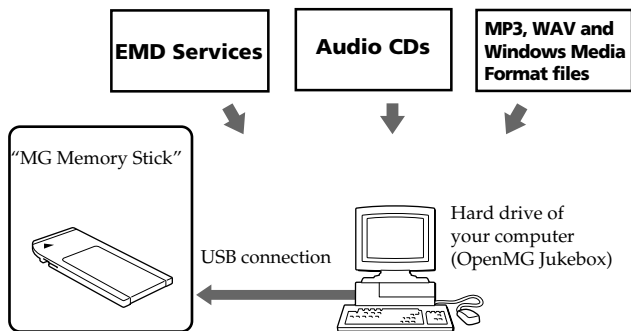 EMD Services
Audio CDs
MP3, WAV and
Windows Media
Format files
“MG Memory Stick”
USB connection
Hard drive of
your computer
(OpenMG Jukebox)